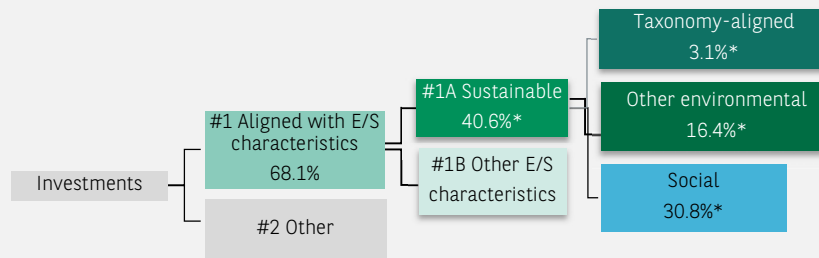 Taxonomy-aligned
3.1%*
#1A Sustainable
40.6%*
Other environmental
16.4%*
#1 Aligned with E/S
characteristics
68.1%
#1B Other E/S
characteristics
Investments
Social
30.8%*
#2 Other